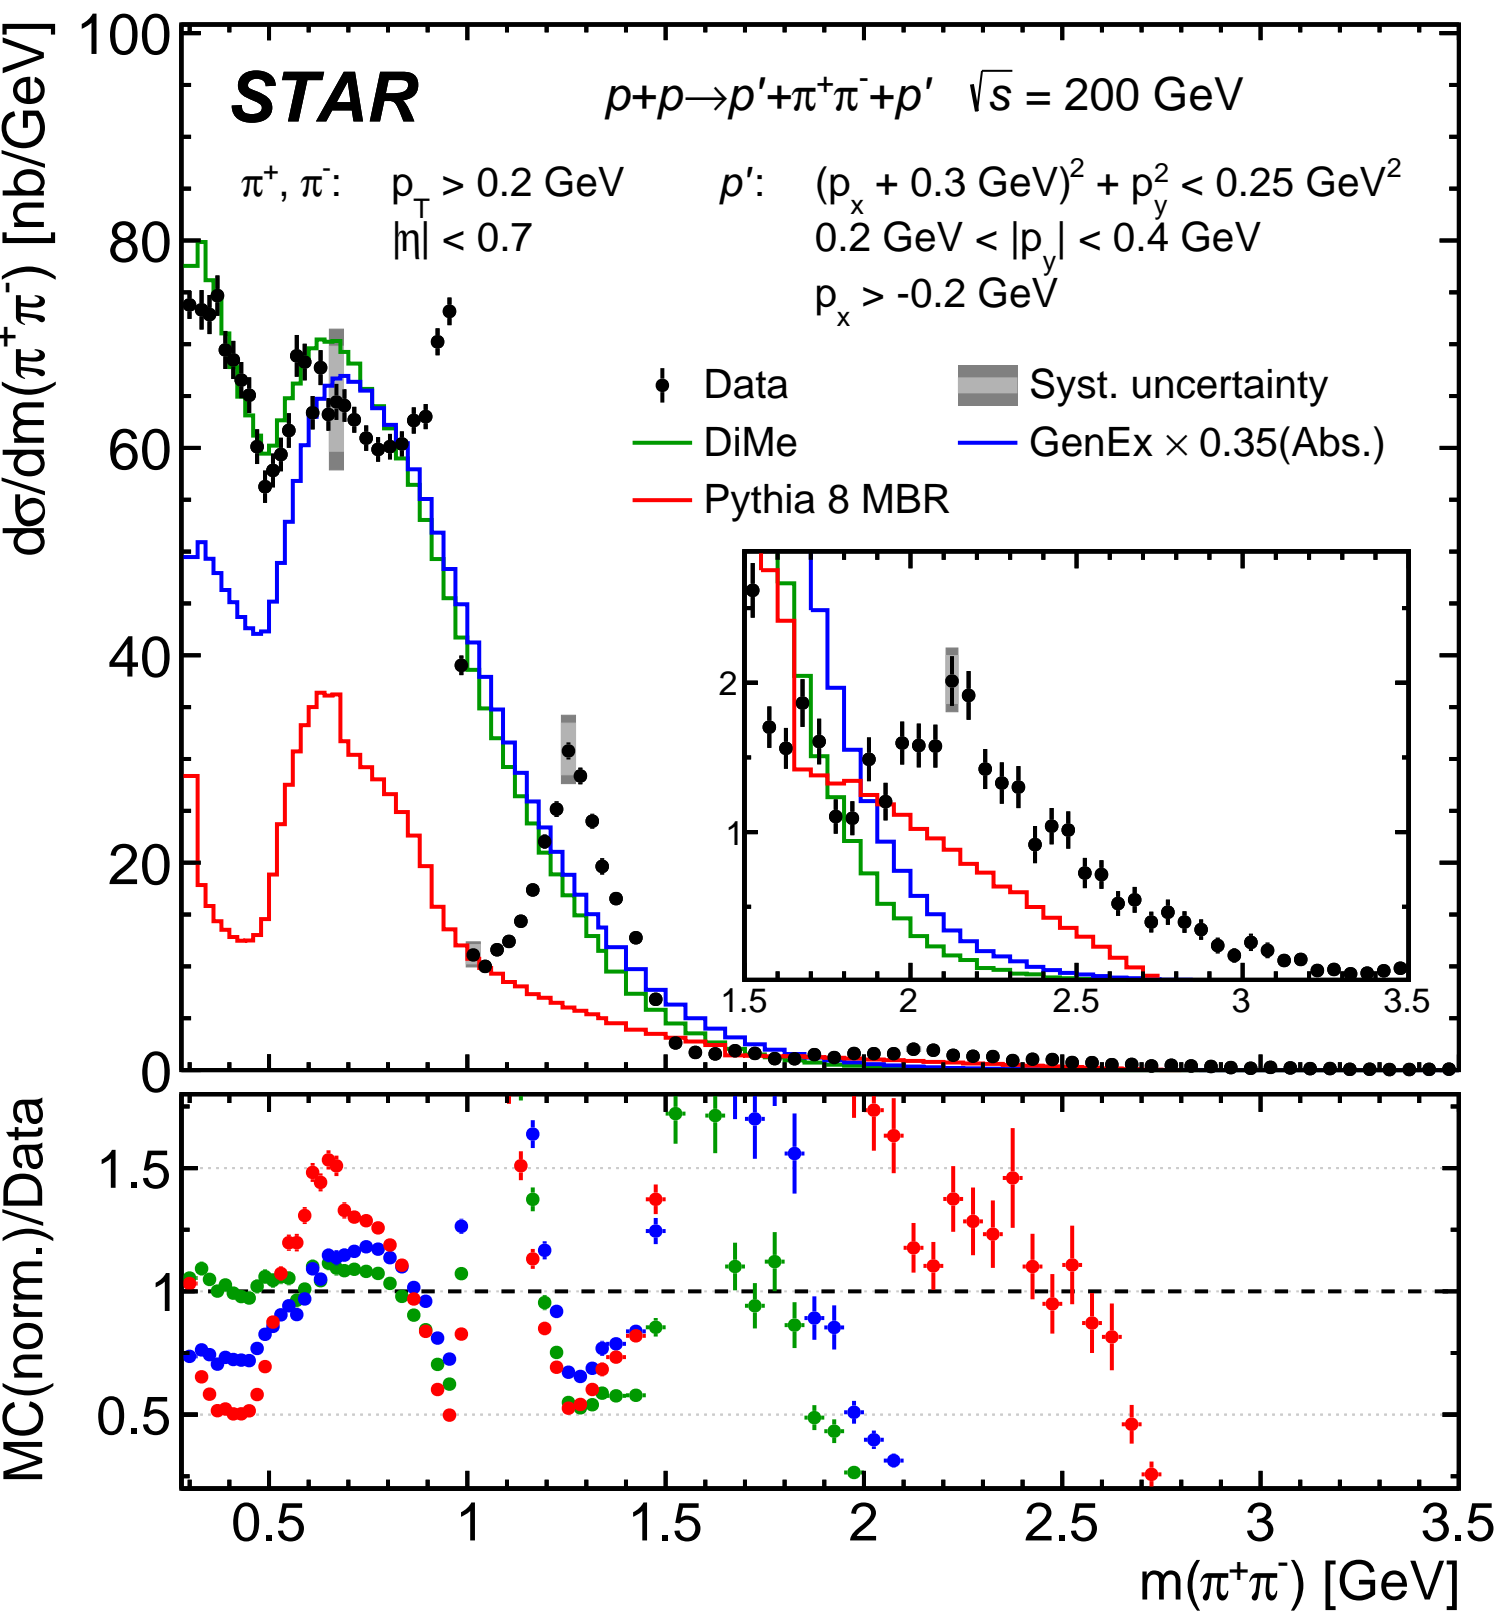 dσ/dm(π⁺π⁻) [nb/GeV]
100
80
60
40
20
0
STAR
p+p→p′+π⁺π⁻+p′ √s = 200 GeV
π⁺, π⁻: p_T > 0.2 GeV
|η| < 0.7
p′: (p_x + 0.3 GeV)² + p_y² < 0.25 GeV²
0.2 GeV < |p_y| < 0.4 GeV
p_x > -0.2 GeV
Data
Syst. uncertainty
DiMe
GenEx × 0.35(Abs.)
Pythia 8 MBR
2
1
1.5 2 2.5 3 3.5
MC(norm.)/Data
1.5
1
0.5
0.5 1 1.5 2 2.5 3 3.5
m(π⁺π⁻) [GeV]